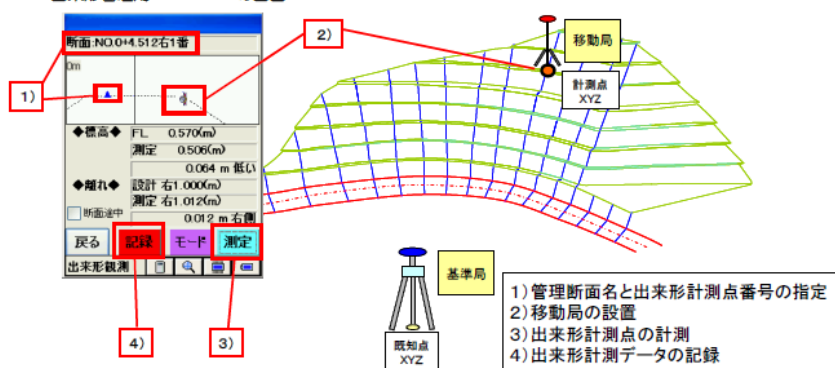 断面:NO.0+4.512右1番
0m
◆標高◆ FL 0.570(m)
測定 0.506(m)
0.064 m 低い
◆離れ◆ 設計 右1.000(m)
測定 右1.012(m)
断面途中
0.012 m 右側
戻る 記録 モード 測定
出来形観測
1)
2)
3)
4)
移動局
計測点
XYZ
基準局
既知点
XYZ
1)管理断面名と出来形計測点番号の指定
2)移動局の設置
3)出来形計測点の計測
4)出来形計測データの記録